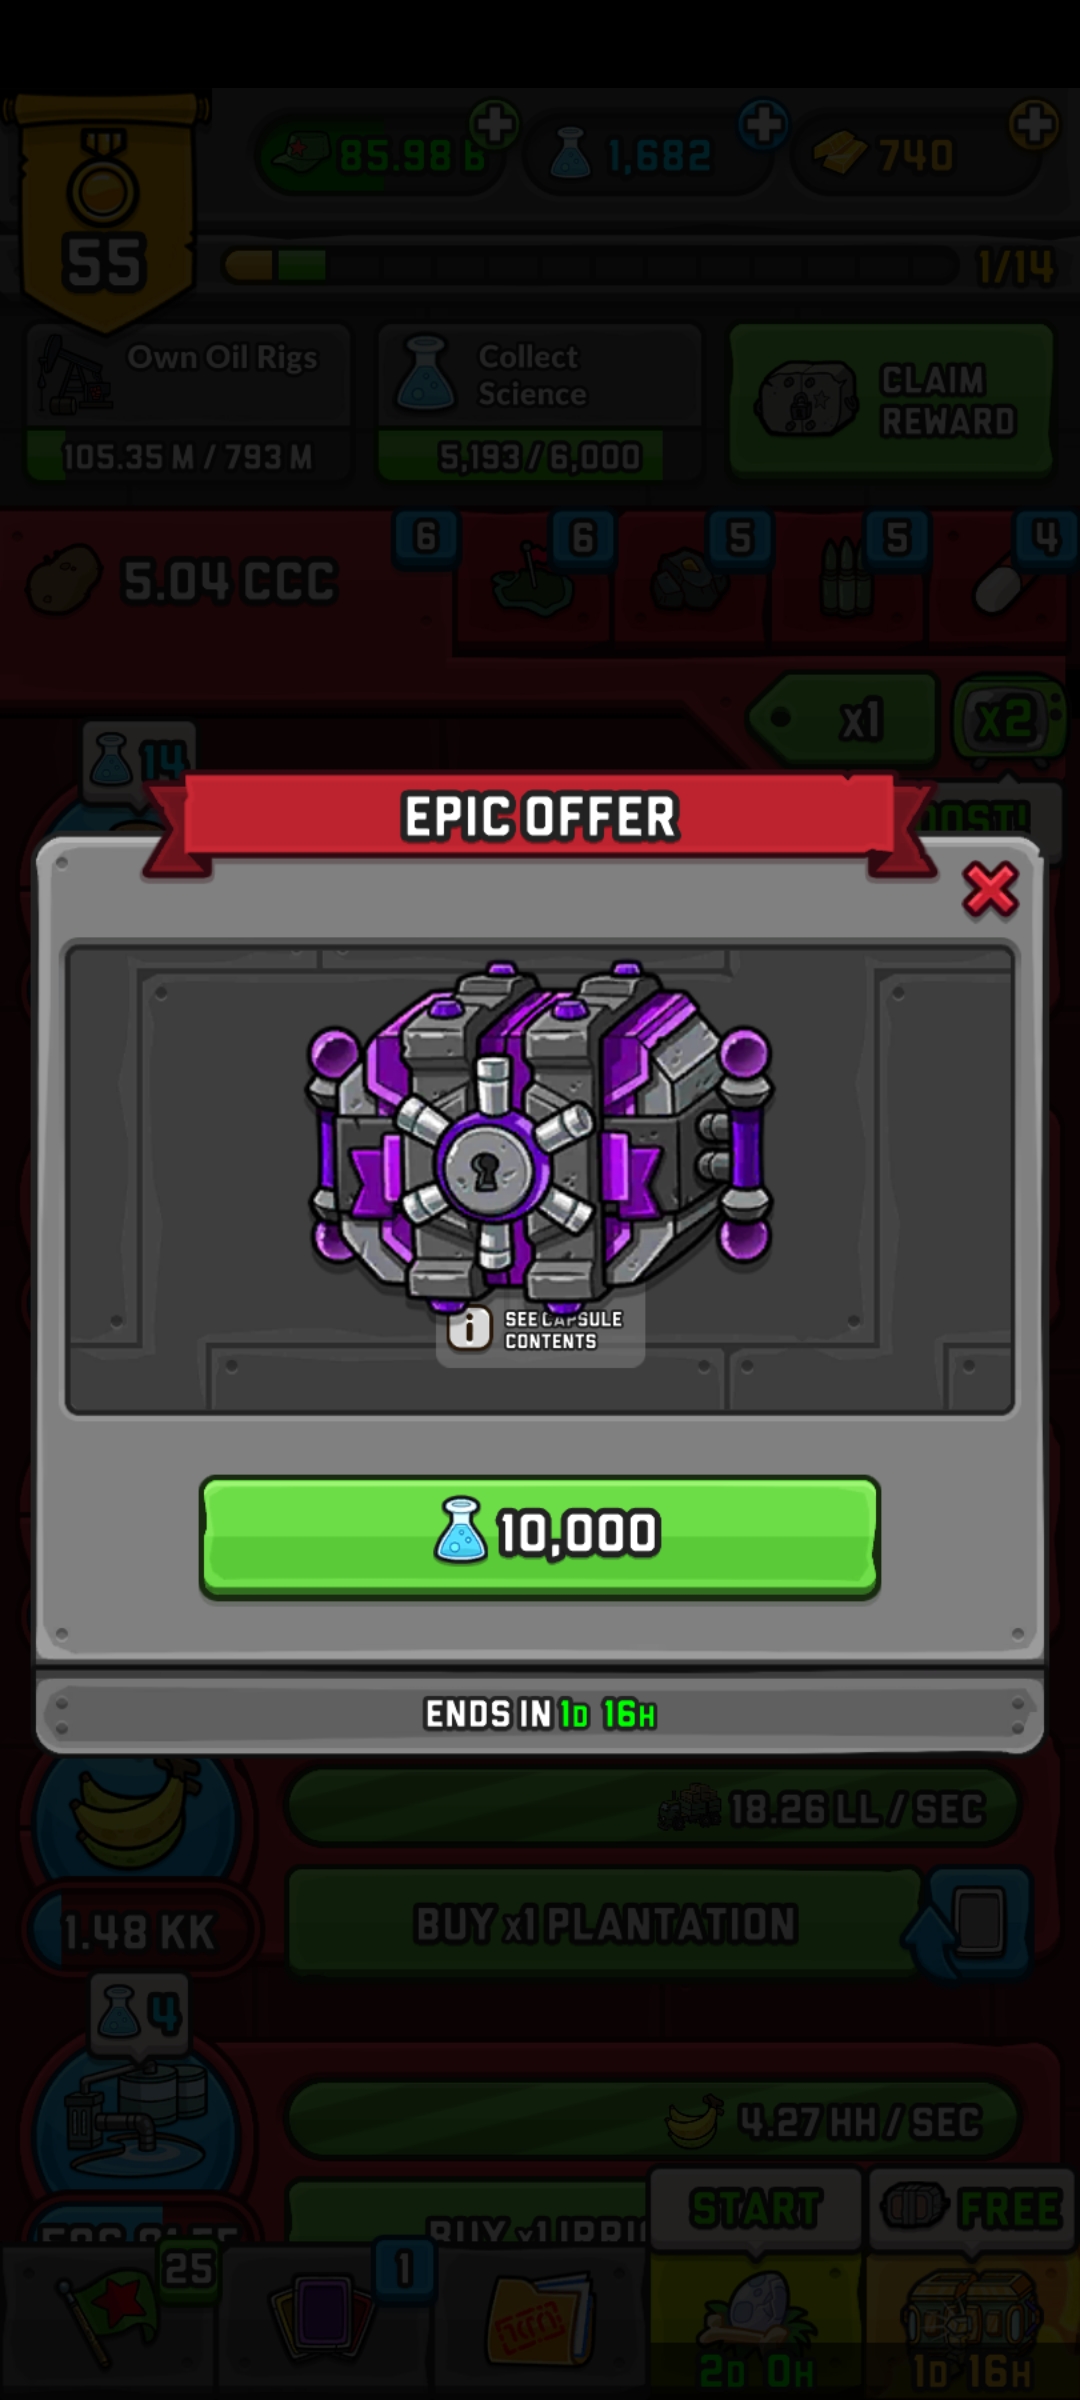 85.98 B
1,682
740
55
1/14
Own Oil Rigs
105.35 M / 793 M
Collect
Science
5,193 / 6,000
CLAIM
REWARD
5.04 CCC
6
6
5
5
4
x1
x2
14
EPIC OFFER
SEE CAPSULE
CONTENTS
10,000
ENDS IN 1D 16H
18.26 LL / SEC
1.48 KK
BUY x1 PLANTATION
4
4.27 HH / SEC
BUY x1
START
FREE
25
1
2D 0H
1D 16H